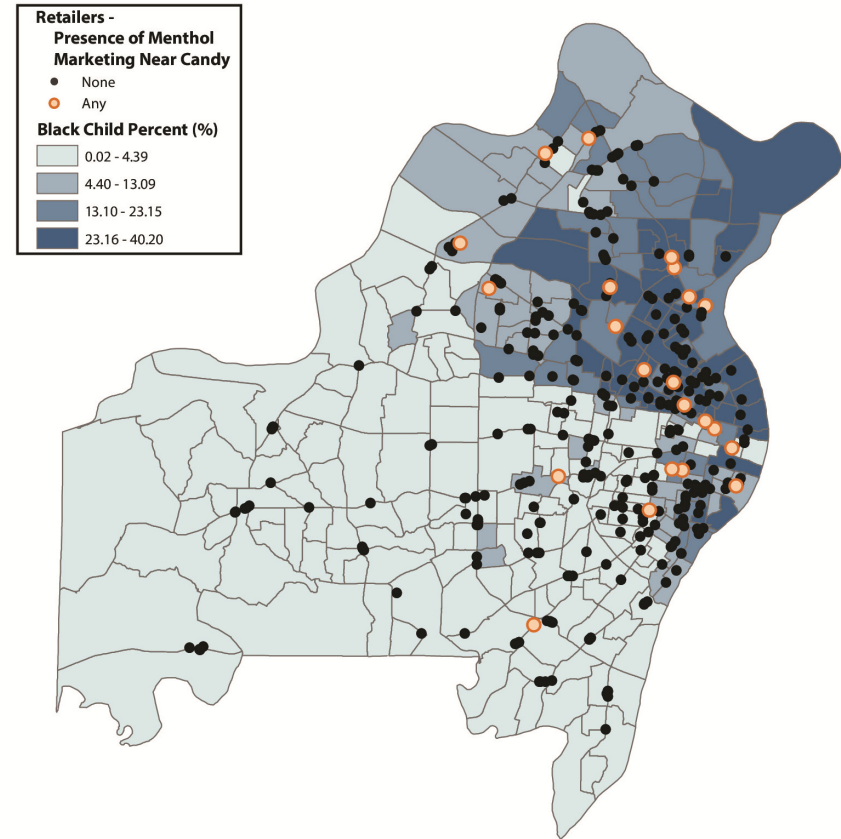 Retailers -
Presence of Menthol
Marketing Near Candy
None
Any
Black Child Percent (%)
0.02 - 4.39
4.40 - 13.09
13.10 - 23.15
23.16 - 40.20